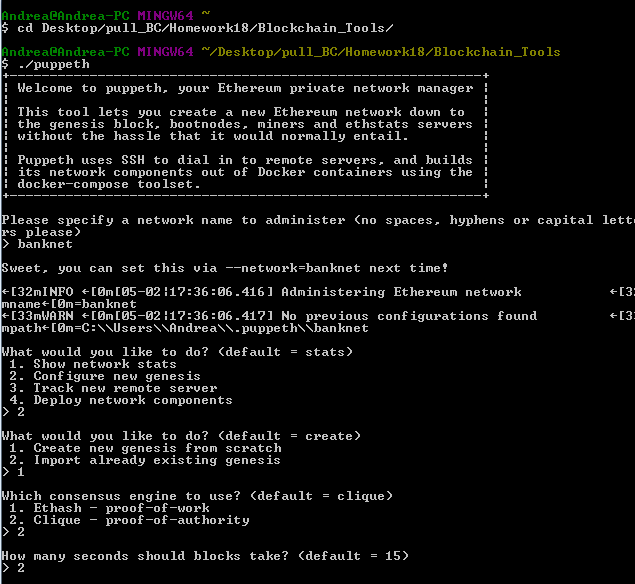 Andrea@Andrea-PC MINGW64 ~
$ cd Desktop/pull_BC/Homework18/Blockchain_Tools/
Andrea@Andrea-PC MINGW64 ~/Desktop/pull_BC/Homework18/Blockchain_Tools
$ ./puppeth
+-----------------------------------------------------------+
¦ Welcome to puppeth, your Ethereum private network manager ¦
¦                                                           ¦
¦ This tool lets you create a new Ethereum network down to  ¦
¦ the genesis block, bootnodes, miners and ethstats servers ¦
¦ without the hassle that it would normally entail.         ¦
¦                                                           ¦
¦ Puppeth uses SSH to dial in to remote servers, and builds ¦
¦ its network components out of Docker containers using the ¦
¦ docker-compose toolset.                                   ¦
+-----------------------------------------------------------+
Please specify a network name to administer (no spaces, hyphens or capital lette
rs please)
> banknet
Sweet, you can set this via --network=banknet next time!
←[32mINFO ←[0m[05-02¦17:36:06.416] Administering Ethereum network           ←[3
mname←[0m=banknet
←[33mWARN ←[0m[05-02¦17:36:06.417] No previous configurations found         ←[3
mpath←[0m=C:\\Users\\Andrea\\.puppeth\\banknet
What would you like to do? (default = stats)
1. Show network stats
2. Configure new genesis
3. Track new remote server
4. Deploy network components
> 2
What would you like to do? (default = create)
1. Create new genesis from scratch
2. Import already existing genesis
> 1
Which consensus engine to use? (default = clique)
1. Ethash - proof-of-work
2. Clique - proof-of-authority
> 2
How many seconds should blocks take? (default = 15)
> 2